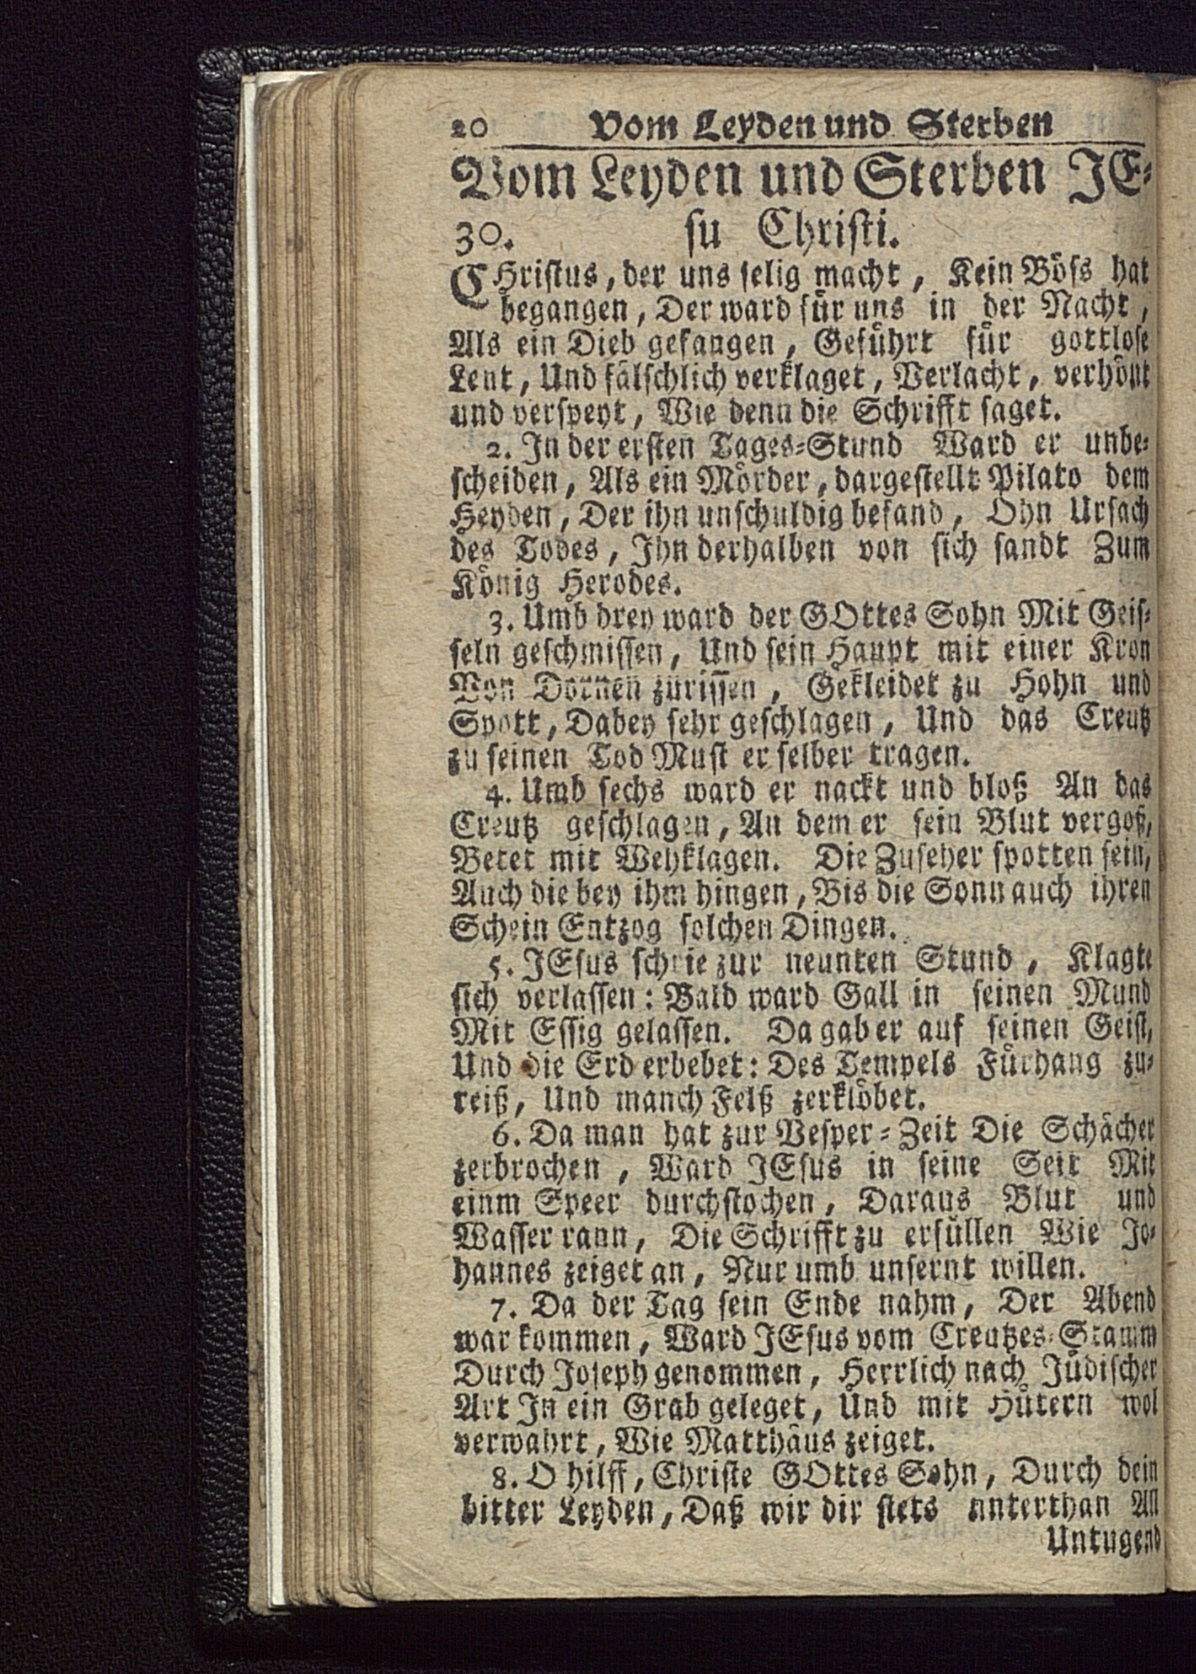 20 Vom Leyden und Sterben
Vom Leyden und Sterben JE-
30. su Christi.
CHristus, der uns selig macht, Kein Böss hat
begangen, Der ward für uns in der Nacht,
Als ein Dieb gefangen, Geführt für gottlose
Leut, Und fälschlich verklaget, Verlacht, verhönt
und verspeyt, Wie denn die Schrifft saget.
2. In der ersten Tages-Stund Ward er unbe-
scheiden, Als ein Mörder, dargestellt Pilato dem
Heyden, Der ihn unschuldig befand, Ohn Ursach
des Todes, Ihn derhalben von sich sandt Zum
König Herodes.
3. Umb drey ward der GOttes Sohn Mit Geis-
seln geschmissen, Und sein Haupt mit einer Kron
Von Dornen zurissen, Gekleidet zu Hohn und
Spott, Dabey sehr geschlagen, Und das Creutz
zu seinen Tod Must er selber tragen.
4. Umb sechs ward er nackt und bloß An das
Creutz geschlagen, An dem er sein Blut vergoß,
Betet mit Wehklagen. Die Zuseher spotten sein,
Auch die bey ihm hingen, Bis die Sonn auch ihren
Schein Entzog solchen Dingen.
5. JEsus schrie zur neunten Stund, Klagte
sich verlassen: Bald ward Gall in seinen Mund
Mit Essig gelassen. Da gab er auf seinen Geist,
Und die Erd erbebet: Des Tempels Fürhang zu-
reiß, Und manch Felß zerklöbet.
6. Da man hat zur Vesper-Zeit Die Schächer
zerbrochen, Ward JEsus in seine Seit Mit
einm Speer durchstochen, Daraus Blut und
Wasser rann, Die Schrifft zu erfüllen Wie Jo-
hannes zeiget an, Nur umb unsernt willen.
7. Da der Tag sein Ende nahm, Der Abend
war kommen, Ward JEsus vom Creutzes-Stamm
Durch Joseph genommen, Herrlich nach Jüdischer
Art In ein Grab geleget, Und mit Hütern wol
verwahrt, Wie Matthäus zeiget.
8. O hilff, Christe GOttes Sohn, Durch dein
bitter Leyden, Daß wir dir stets unterthan All
Untugend